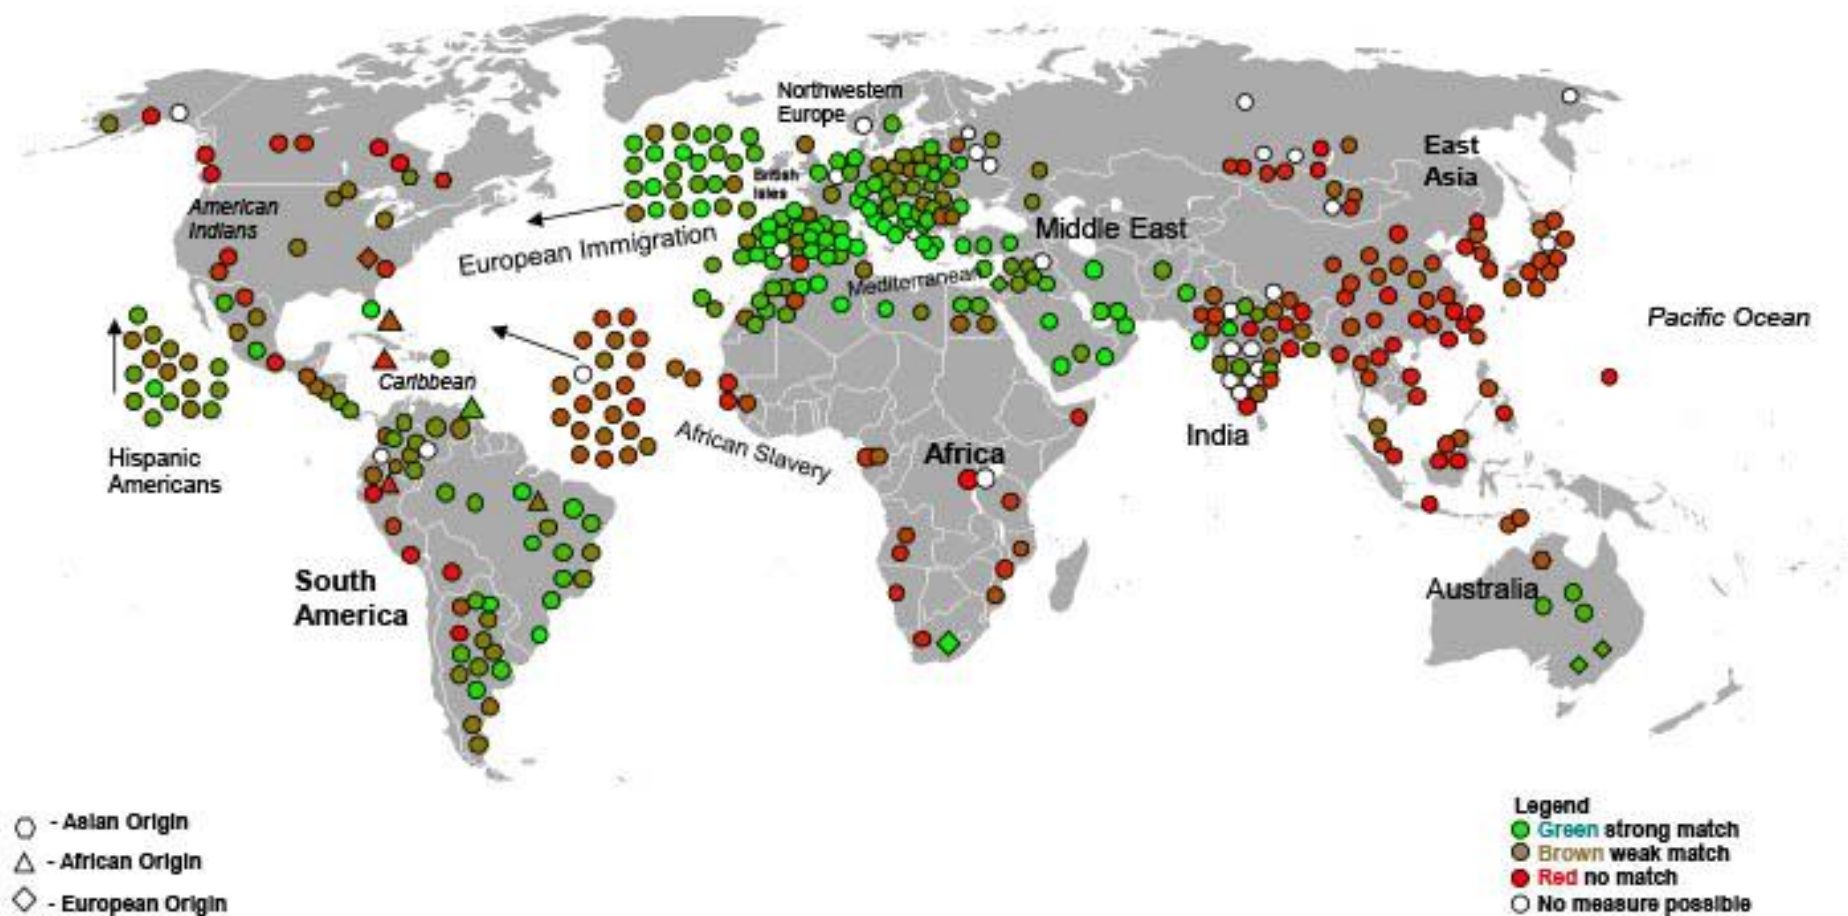 Northwestern
Europe
East
Asia
British
Isles
American
Indians
European Immigration
Middle East
Mediterranean
Pacific Ocean
Caribbean
Hispanic
Americans
African Slavery
Africa
India
South
America
Australia
- Asian Origin
- African Origin
- European Origin
Legend
Green strong match
Brown weak match
Red no match
No measure possible